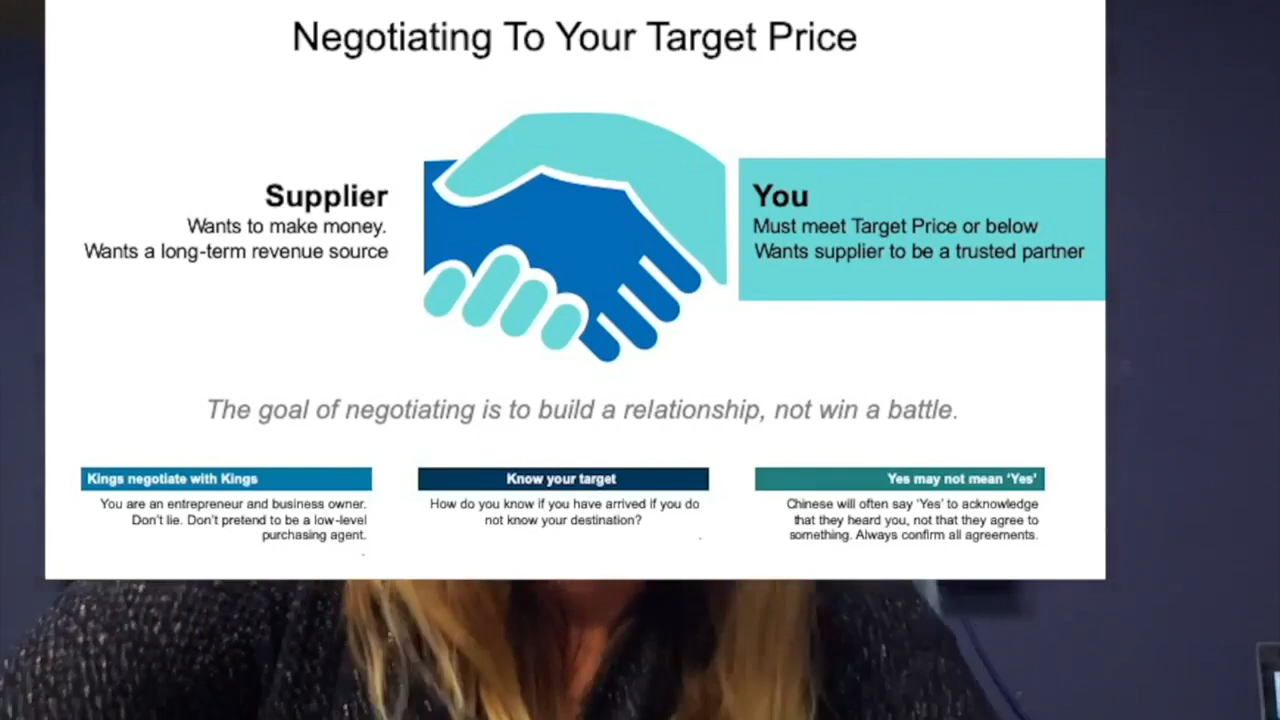 Negotiating To Your Target Price
Supplier
Wants to make money.
Wants a long-term revenue source
You
Must meet Target Price or below
Wants supplier to be a trusted partner
The goal of negotiating is to build a relationship, not win a battle.
Kings negotiate with Kings
You are an entrepreneur and business owner.
Don't lie. Don't pretend to be a low-level
purchasing agent.
.
Know your target
How do you know if you have arrived if you do
not know your destination?
.
Yes may not mean ‘Yes’
Chinese will often say ‘Yes’ to acknowledge
that they heard you, not that they agree to
something. Always confirm all agreements.